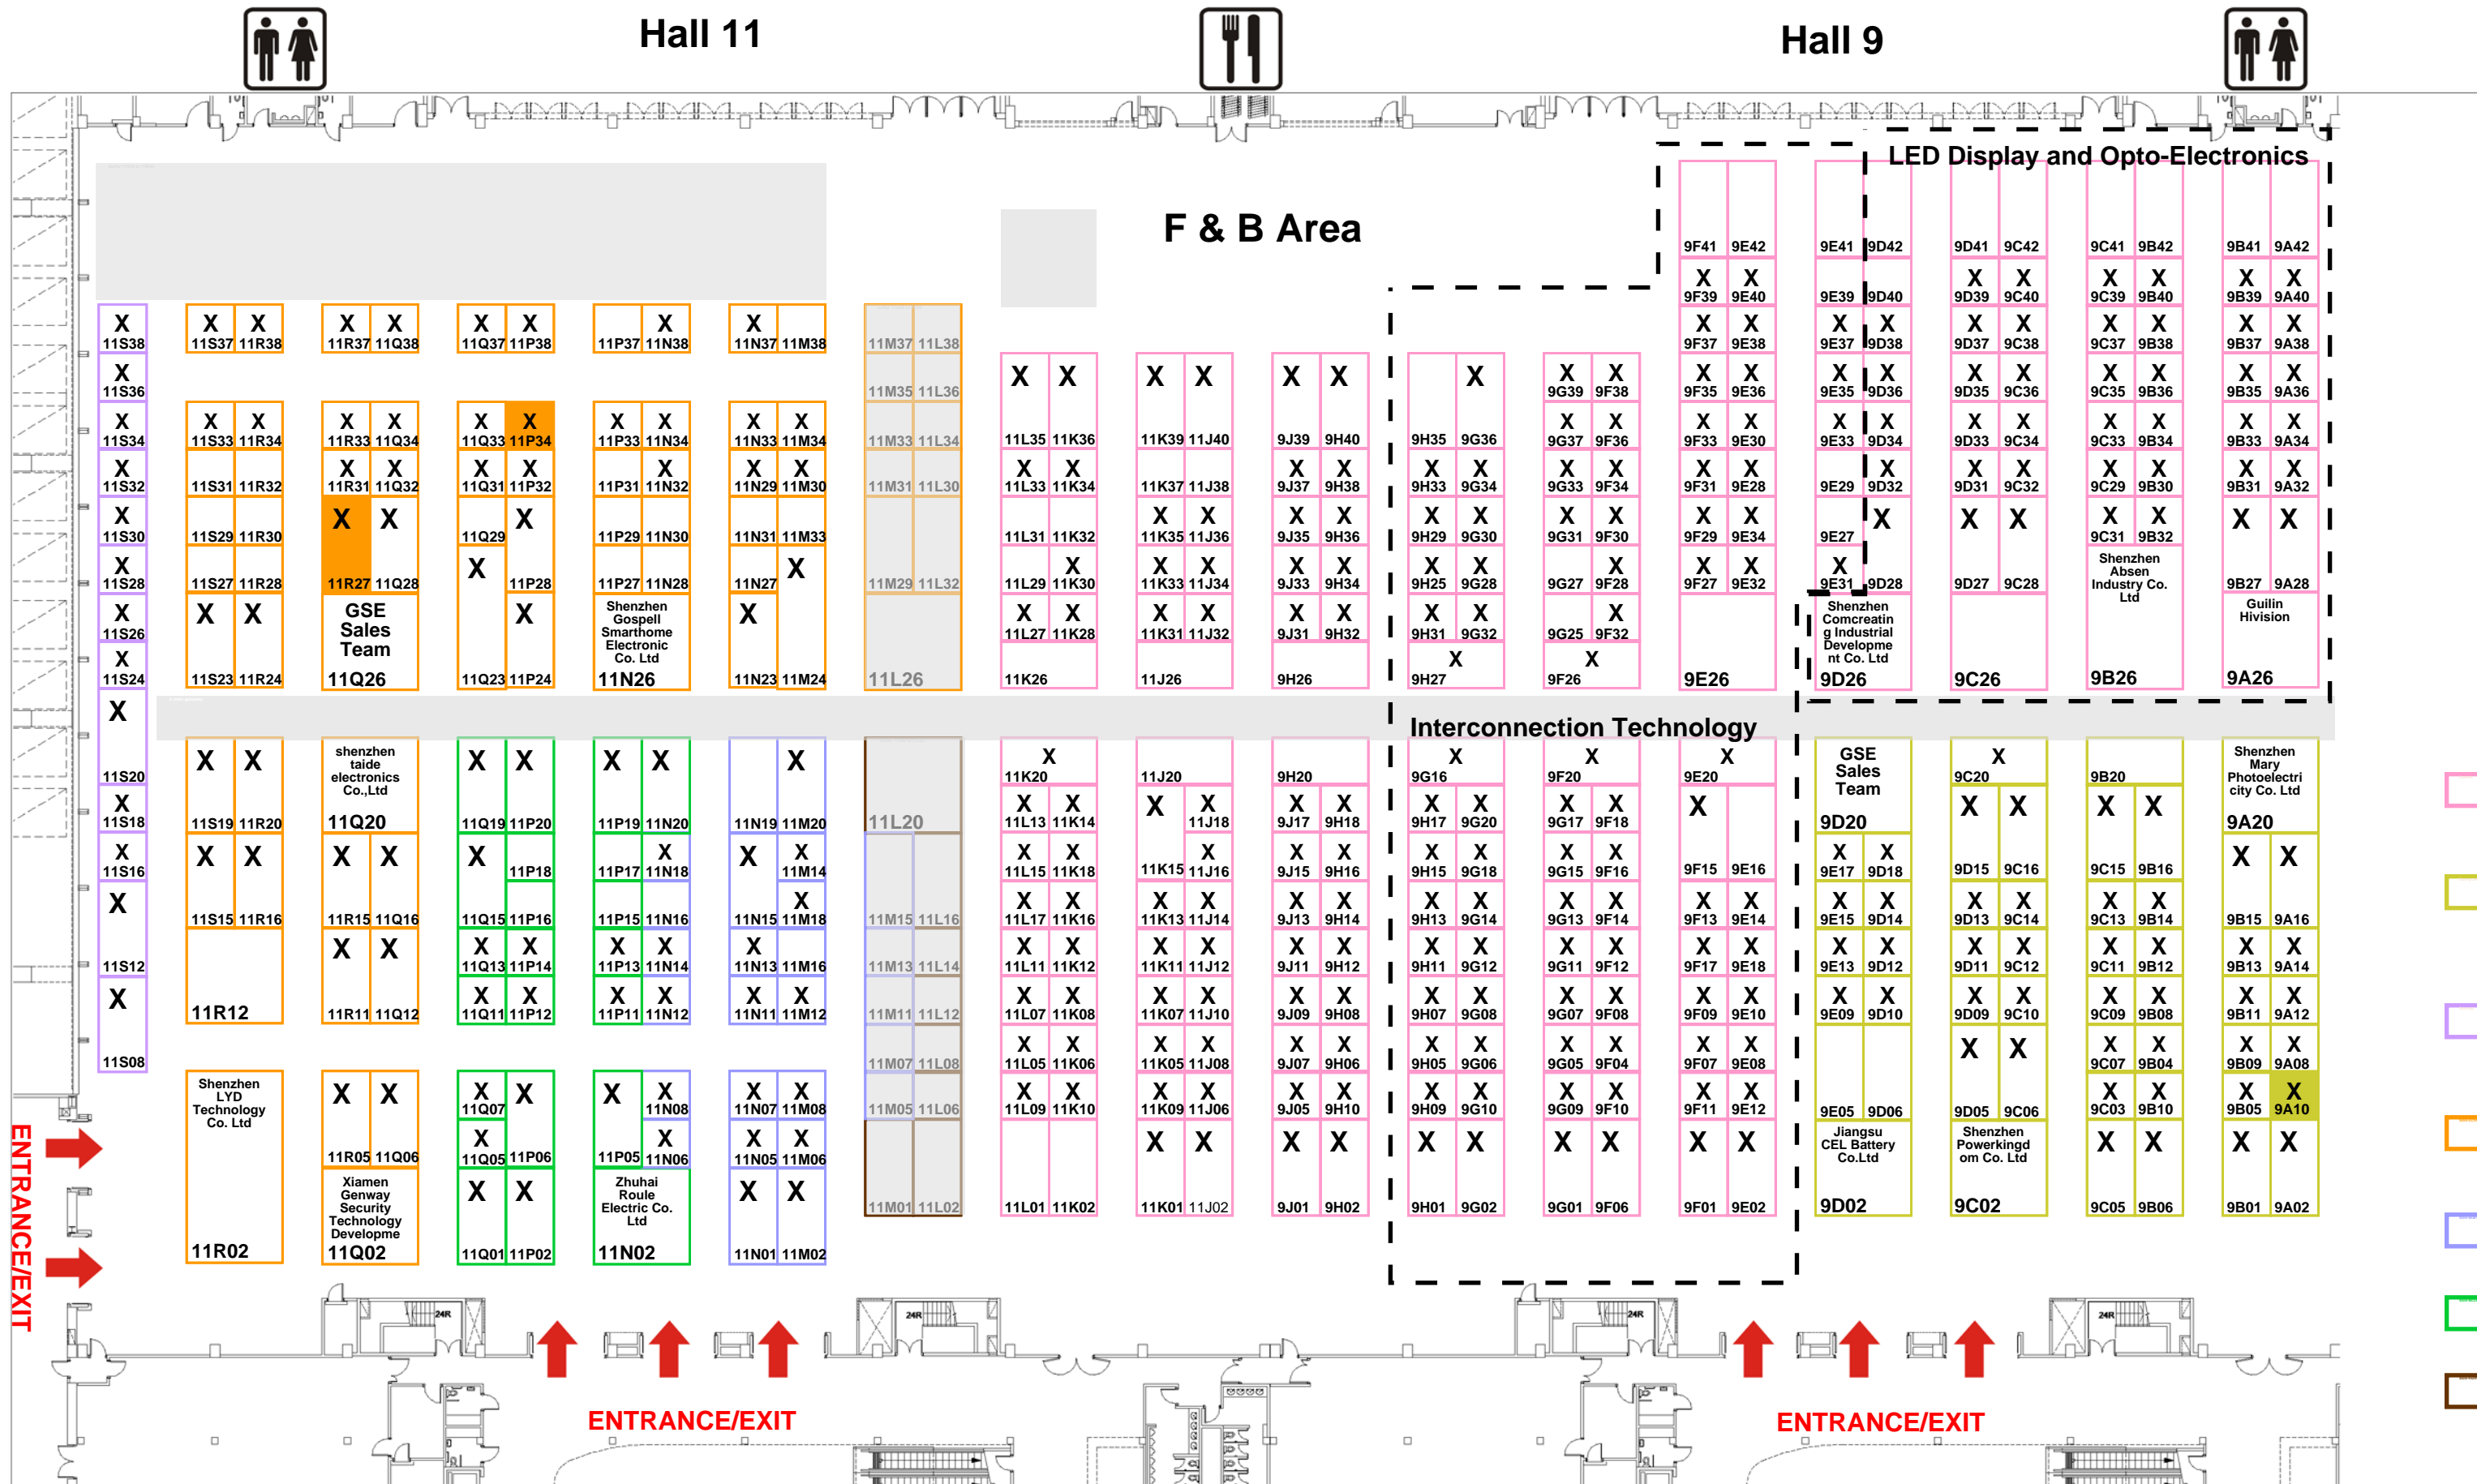 Hall 11
Hall 9
LED Display and Opto-Electronics
F & B Area
9F41 9E42 9E41 9D42 9D41 9C42 9C41 9B42 9B41 9A42
X X X X X X X X
9F39 9E40 9E39 9D40 9D39 9C40 9C39 9B40 9B39 9A40
X X X X X X X X X X X X X X X X X X X
11S38 11S37 11R38 11R37 11Q38 11Q37 11P38 11P37 11N38 11N37 11M38 11M37 11L38 9F37 9E38 9E37 9D38 9D37 9C38 9C37 9B38 9B37 9A38
X X X X X X X X X X X X X X X X X X X X
11S36 11M35 11L36 9G39 9F38 9F35 9E36 9E35 9D36 9D35 9C36 9C35 9B36 9B35 9A36
X X X X X X X X X X X X X X X X X X X X X X X
11S34 11S33 11R34 11R33 11Q34 11Q33 11P34 11P33 11N34 11N33 11M34 11M33 11L34 11L35 11K36 11K39 11J40 9J39 9H40 9H35 9G36 9G37 9F36 9F33 9E30 9E33 9D34 9D33 9C34 9C33 9B34 9B33 9A34
X X X X X X X X X X X X X X X X X X X X X X X X X
11S32 11S31 11R32 11R31 11Q32 11Q31 11P32 11P31 11N32 11N29 11M30 11M31 11L30 11L33 11K34 11K37 11J38 9J37 9H38 9H33 9G34 9G33 9F34 9F31 9E28 9E29 9D32 9D31 9C32 9C29 9B30 9B31 9A32
X X X X X X X X X X X X X X X X X X X X X
11S30 11S29 11R30 11Q29 11P29 11N30 11N31 11M33 11L31 11K32 11K35 11J36 9J35 9H36 9H29 9G30 9G31 9F30 9F29 9E34 9E27 9C31 9B32
X X X X X X X X X X X X X X
11S28 11S27 11R28 11R27 11Q28 11P28 11P27 11N28 11N27 11M29 11L32 11L29 11K30 11K33 11J34 9J33 9H34 9H25 9G28 9G27 9F28 9F27 9E32 9E31 9D28 9D27 9C28 9B27 9A28
Shenzhen
Absen
Industry Co.
Ltd
X X X X X X X X X X X X X X
11S26 11L27 11K28 11K31 11J32 9J31 9H32 9H31 9G32 9G25 9F32
GSE
Sales
Team
Shenzhen
Gospell
Smarthome
Electronic
Co. Ltd
Shenzhen
Comcreatin
g Industrial
Developme
nt Co. Ltd
Guilin
Hivision
X X X
11S24 11S23 11R24 11Q26 11Q23 11P24 11N26 11N23 11M24 11L26 11K26 11J26 9H26 9H27 9F26 9E26 9D26 9C26 9B26 9A26
X
Interconnection Technology
X X
shenzhen
taide
electronics
Co.,Ltd
X X X X X X X X X
GSE
Sales
Team
X
Shenzhen
Mary
Photoelectri
city Co. Ltd
11S20 11K20 11J20 9H20 9G16 9F20 9E20 9C20 9B20
X X X X X X X X X X X X X X X
11S18 11S19 11R20 11Q20 11Q19 11P20 11P19 11N20 11N19 11M20 11L20 11L13 11K14 11J18 9J17 9H18 9H17 9G20 9G17 9F18 9D20 9A20
X X X X X X X X X X X X X X X X X X X X X X
11S16 11P18 11P17 11N18 11M14 11L15 11K18 11K15 11J16 9J15 9H16 9H15 9G18 9G15 9F16 9F15 9E16 9E17 9D18 9D15 9C16 9C15 9B16
X X X X X X X X X X X X X X X X X X
11S15 11R16 11R15 11Q16 11Q15 11P16 11P15 11N16 11N15 11M18 11M15 11L16 11L17 11K16 11K13 11J14 9J13 9H14 9H13 9G14 9G13 9F14 9F13 9E14 9E15 9D14 9D13 9C14 9C13 9B14 9B15 9A16
X X X X X X X X X X X X X X X X X X X X X X X X X X X
11S12 11Q13 11P14 11P13 11N14 11N13 11M16 11M13 11L14 11L11 11K12 11K11 11J12 9J11 9H12 9H11 9G12 9G11 9F12 9F17 9E18 9E13 9D12 9D11 9C12 9C11 9B12 9B13 9A14
X X X X X X X X X X X X X X X X X X X X X X X X X X X
11R12 11R11 11Q12 11Q11 11P12 11P11 11N12 11N11 11M12 11M11 11L12 11L07 11K08 11K07 11J10 9J09 9H08 9H07 9G08 9G07 9F08 9F09 9E10 9E09 9D10 9D09 9C10 9C09 9B08 9B11 9A12
X X X X X X X X X X X X X X X X X X
11S08 11M07 11L08 11L05 11K06 11K05 11J08 9J07 9H06 9H05 9G06 9G05 9F04 9F07 9E08 9C07 9B04 9B09 9A08
Shenzhen
LYD
Technology
Co. Ltd
X X X X X X X X X X X X X X X X X X X X X X X X
11Q07 11N08 11N07 11M08 11M05 11L06 11L09 11K10 11K09 11J06 9J05 9H10 9H09 9G10 9G09 9F10 9F11 9E12 9E05 9D06 9D05 9C06 9C03 9B10 9B05 9A10
X X X X X X X X X X X X X X X X X X
11R05 11Q06 11Q05 11P06 11P05 11N06 11N05 11M06
Jiangsu
CEL Battery
Co.Ltd
Shenzhen
Powerkingd
om Co. Ltd
Xiamen
Genway
Security
Technology
Developme
X X
Zhuhai
Roule
Electric Co.
Ltd
X X
11M01 11L02 11L01 11K02 11K01 11J02 9J01 9H02 9H01 9G02 9G01 9F06 9F01 9E02 9D02 9C02 9C05 9B06 9B01 9A02
11R02 11Q02 11Q01 11P02 11N02 11N01 11M02
ENTRANCE/EXIT
24R 24R 24R 24R
ENTRANCE/EXIT
ENTRANCE/EXIT